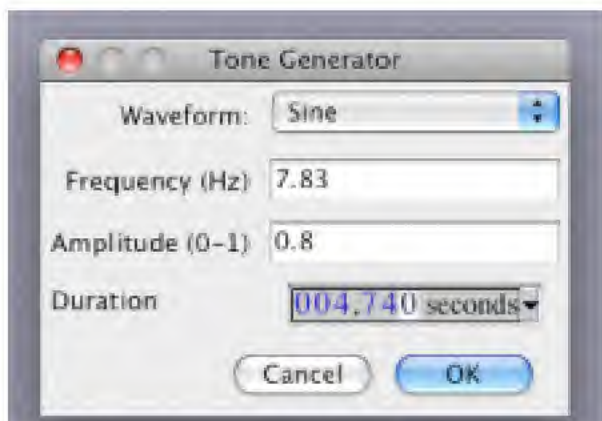 Tone Generator
Waveform: Sine
Frequency (Hz) 7.83
Amplitude (0-1) 0.8
Duration 004,740 seconds
Cancel OK